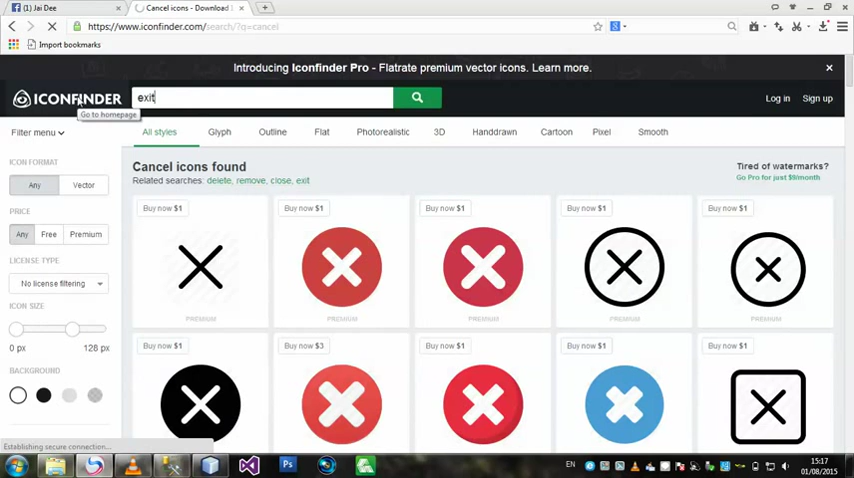 (1) Jai Dee
Cancel icons - Download
https://www.iconfinder.com/search/?q=cancel
Import bookmarks
Introducing Iconfinder Pro - Flatrate premium vector icons. Learn more.
ICONFINDER
exit
Log in
Sign up
Go to homepage
Filter menu
All styles
Glyph
Outline
Flat
Photorealistic
3D
Handdrawn
Cartoon
Pixel
Smooth
ICON FORMAT
Any
Vector
PRICE
Any
Free
Premium
LICENSE TYPE
No license filtering
ICON SIZE
0 px
128 px
BACKGROUND
Cancel icons found
Related searches: delete, remove, close, exit
Tired of watermarks?
Go Pro for just $9/month
Buy now $1
Buy now $1
Buy now $1
Buy now $1
Buy now $1
PREMIUM
PREMIUM
PREMIUM
PREMIUM
PREMIUM
Buy now $1
Buy now $3
Buy now $1
Buy now $1
Buy now $1
Establishing secure connection...
EN
15:17
01/08/2015